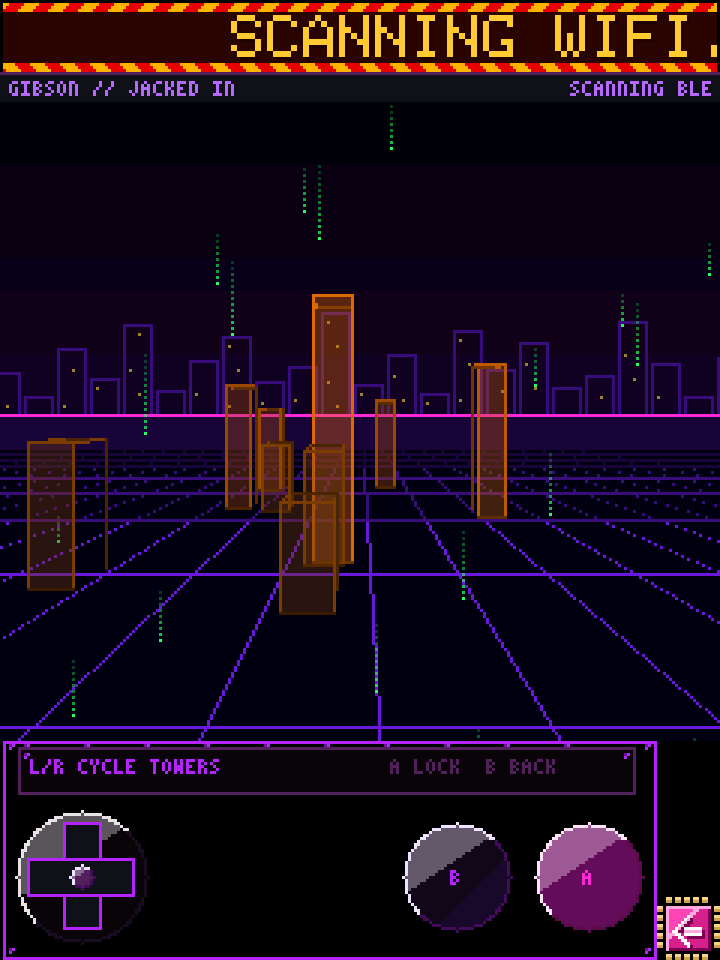 SCANNING WIFI.
GIBSON // JACKED IN
SCANNING BLE
L/R CYCLE TOWERS
A LOCK B BACK
B
A